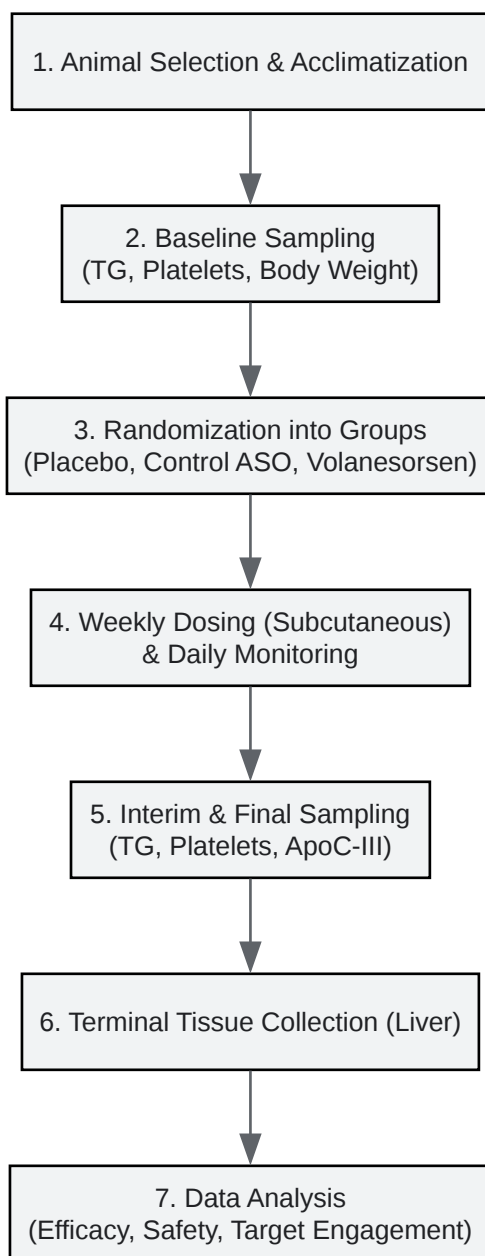 1. Animal Selection & Acclimatization
2. Baseline Sampling
(TG, Platelets, Body Weight)
3. Randomization into Groups
(Placebo, Control ASO, Volanesorsen)
4. Weekly Dosing (Subcutaneous)
& Daily Monitoring
5. Interim & Final Sampling
(TG, Platelets, ApoC-III)
6. Terminal Tissue Collection (Liver)
7. Data Analysis
(Efficacy, Safety, Target Engagement)